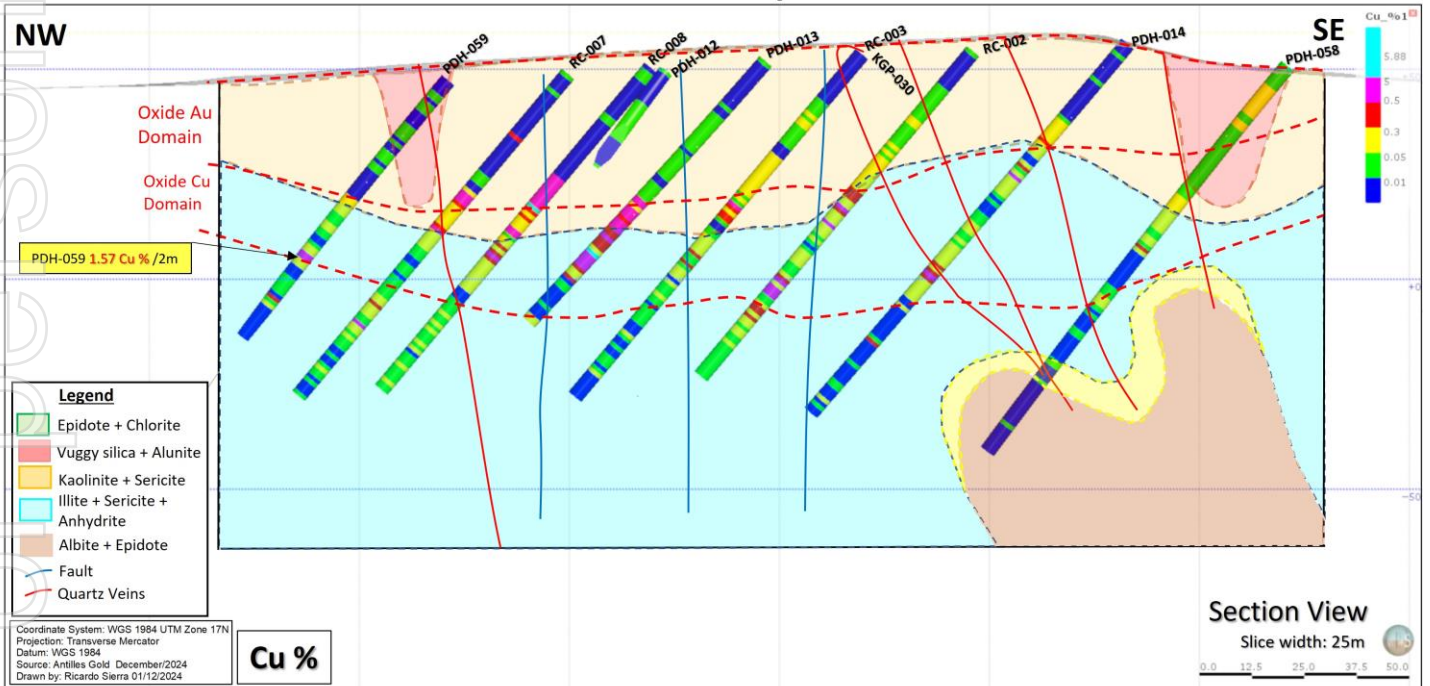 NW
SE
Cu_%1
5.88
5
0.5
0.3
0.05
0.01
PDH-059
RC-007
RC-008
PDH-012
PDH-013
RC-003
KGP-030
RC-002
PDH-014
PDH-058
Oxide Au
Domain
Oxide Cu
Domain
PDH-059 1.57 Cu % /2m
+0
-50
Legend
Epidote + Chlorite
Vuggy silica + Alunite
Kaolinite + Sericite
Illite + Sericite +
Anhydrite
Albite + Epidote
Fault
Quartz Veins
Coordinate System: WGS 1984 UTM Zone 17N
Projection: Transverse Mercator
Datum: WGS 1984
Source: Antilles Gold December/2024
Drawn by: Ricardo Sierra 01/12/2024
Cu %
Section View
Slice width: 25m
0.0 12.5 25.0 37.5 50.0